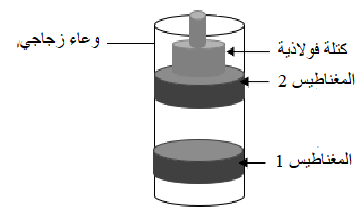 وعاء زجاجي,
كتلة فولاذية
المغناطيس 2
المغناطيس 1